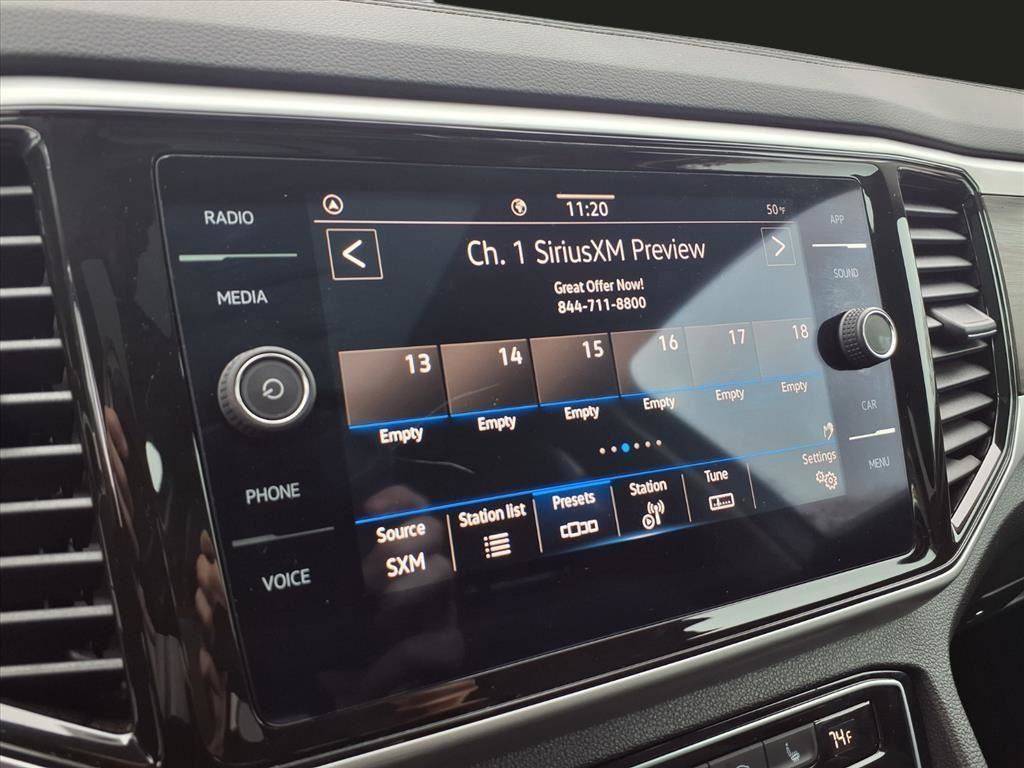 RADIO
MEDIA
PHONE
VOICE
11:20
50°F
Ch. 1 SiriusXM Preview
Great Offer Now!
844-711-8800
13 14 15 16 17 18
Empty Empty Empty Empty Empty Empty
Source Station list Presets Station Tune Settings
SXM
APP
SOUND
CAR
MENU
74°F